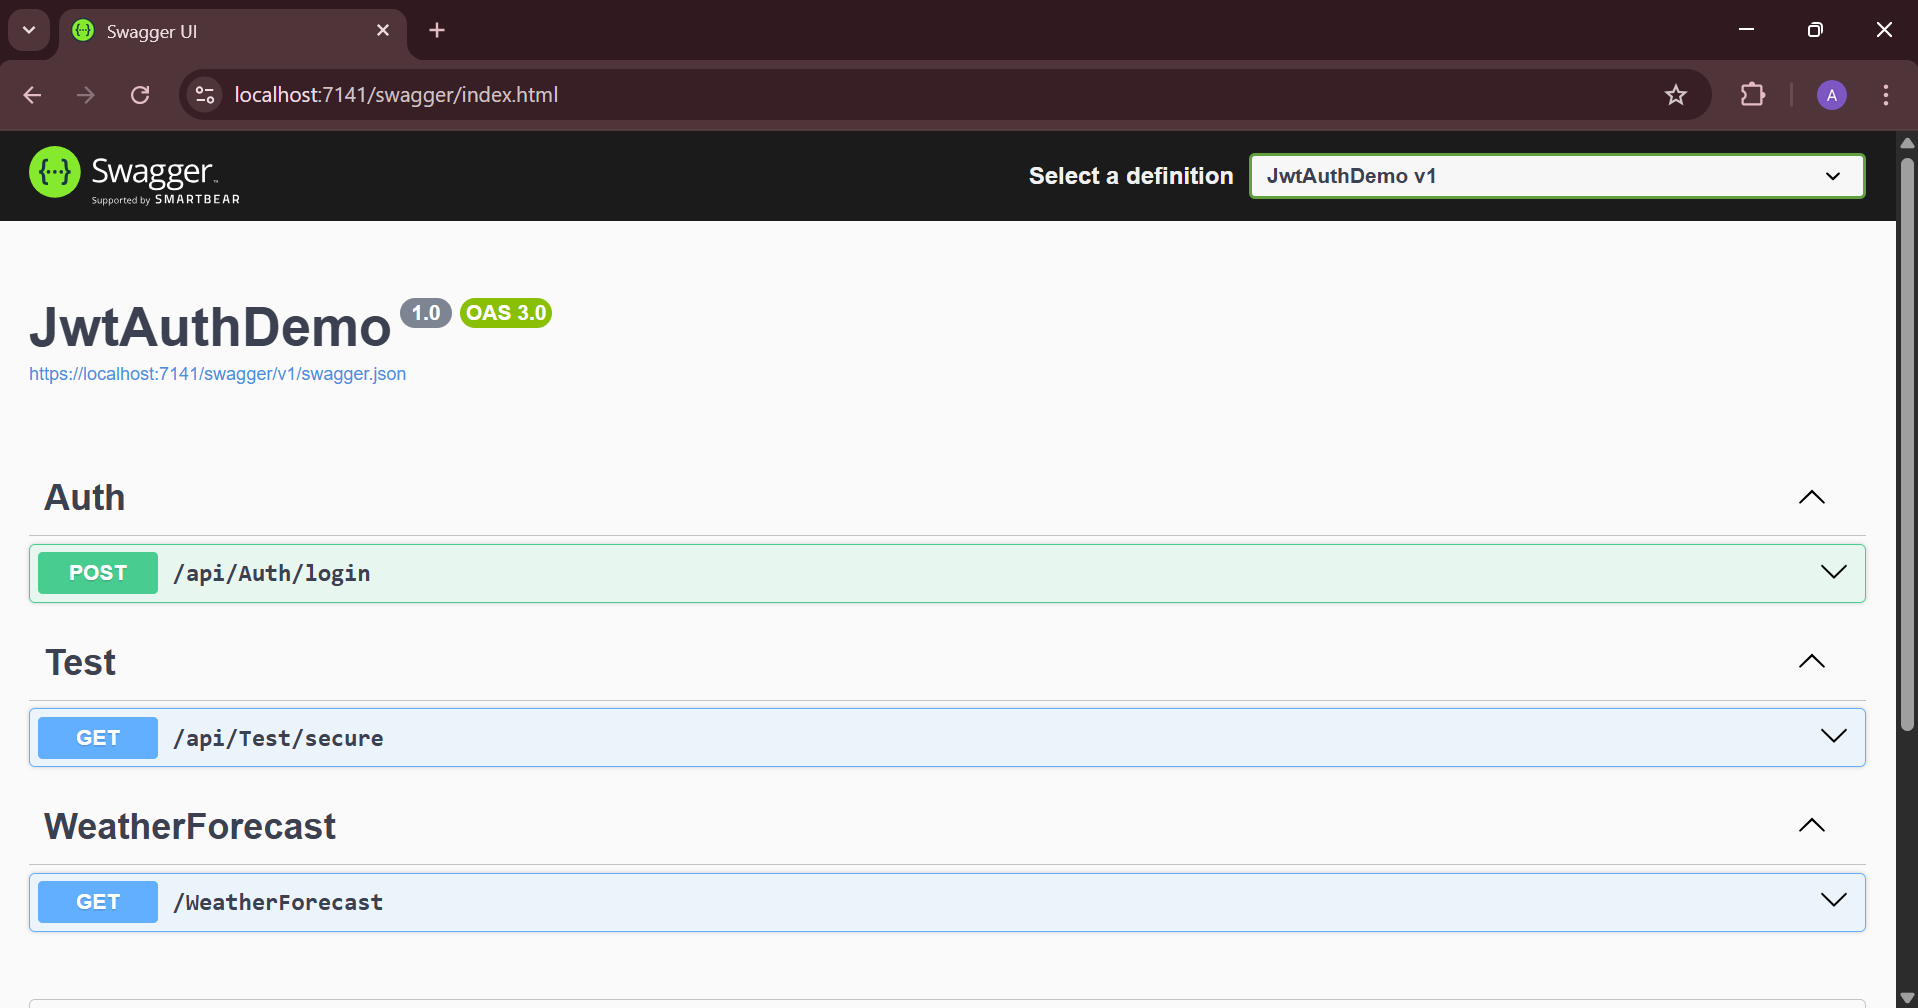 Swagger UI
localhost:7141/swagger/index.html
A
{···} Swagger™
Supported by SMARTBEAR
Select a definition
JwtAuthDemo v1
JwtAuthDemo 1.0 OAS 3.0
https://localhost:7141/swagger/v1/swagger.json
Auth
POST /api/Auth/login
Test
GET /api/Test/secure
WeatherForecast
GET /WeatherForecast